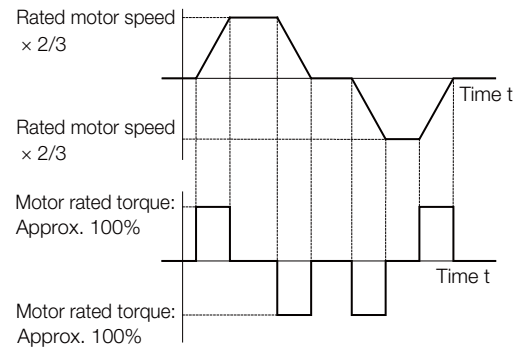 Rated motor speed
× 2/3
Time t
Rated motor speed
× 2/3
Motor rated torque:
Approx. 100%
Time t
Motor rated torque:
Approx. 100%